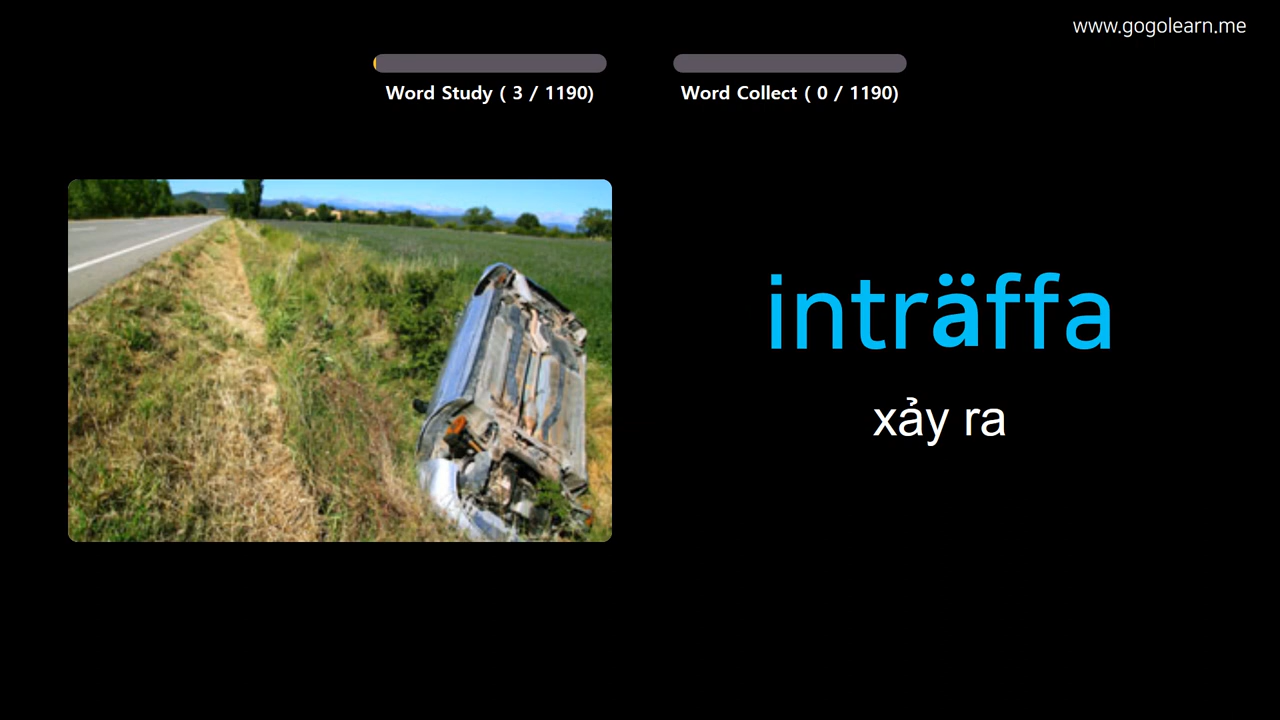 www.gogolearn.me
Word Study ( 3 / 1190)
Word Collect ( 0 / 1190)
inträffa
xảy ra